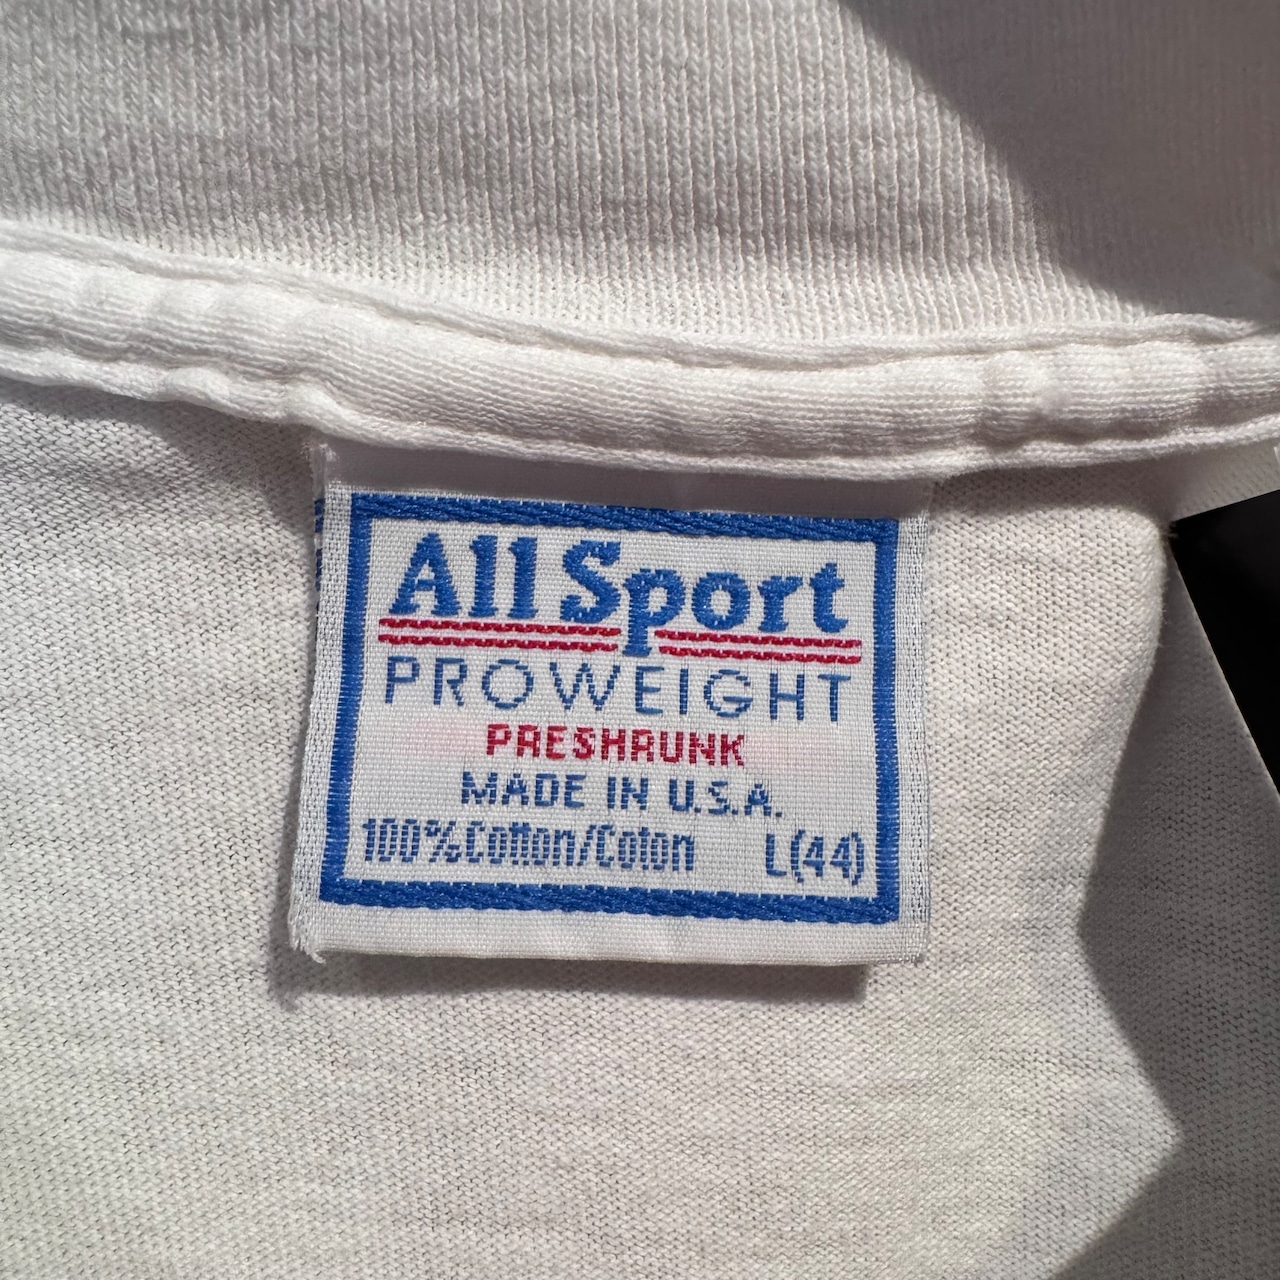 All Sport
PROWEIGHT
PRESHRUNK
MADE IN U.S.A.
100% Cotton/Coton L(44)